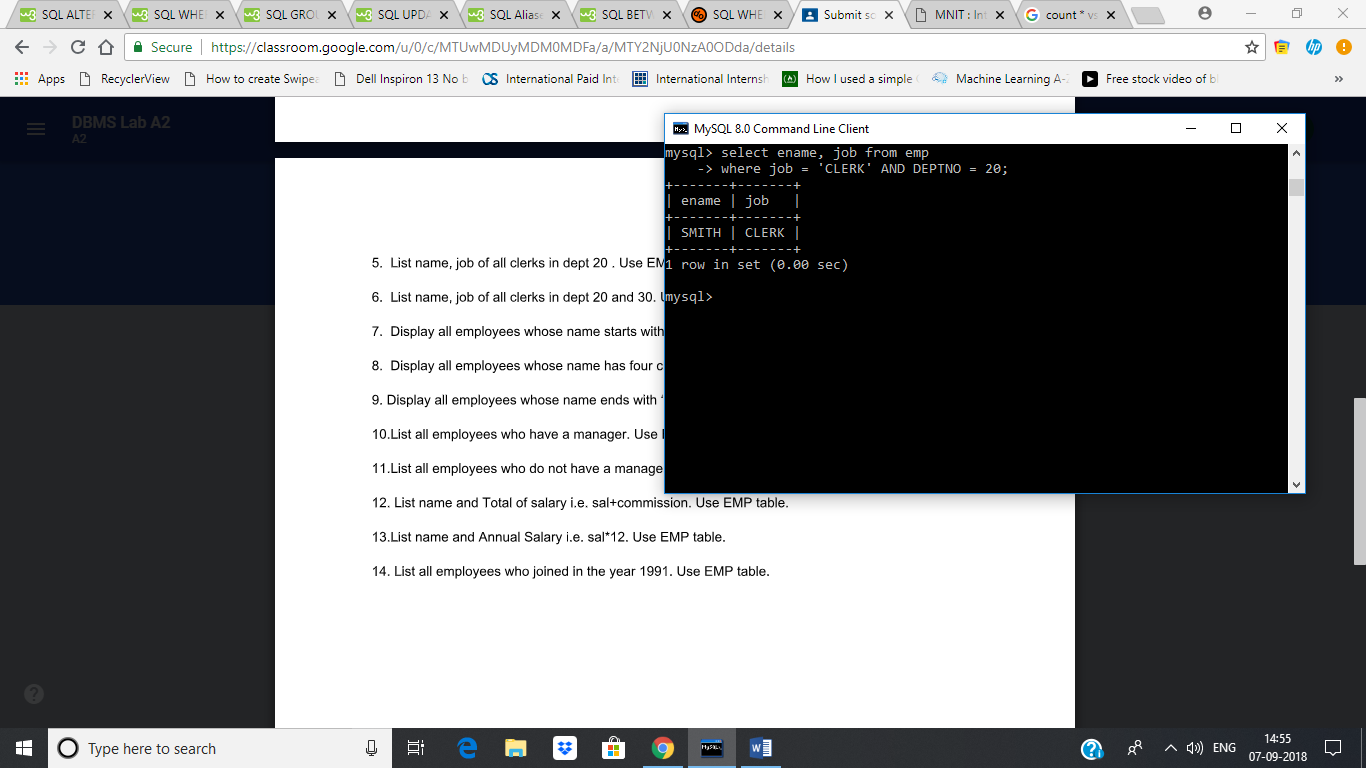 SQL ALTE
SQL WHE
SQL GRO
SQL UPDA
SQL Aliase
SQL BETW
SQL WHE
Submit so
MNIT : Int
count * vs
Secure
https://classroom.google.com/u/0/c/MTUwMDUyMDM0MDFa/a/MTY2NjU0NzA0ODda/details
Apps
RecyclerView
How to create Swipea
Dell Inspiron 13 No b
International Paid Int
International Internsh
How I used a simple
Machine Learning A-
Free stock video of b
»
DBMS Lab A2
A2
MySQL 8.0 Command Line Client
mysql> select ename, job from emp
-> where job = 'CLERK' AND DEPTNO = 20;
+-------+-------+
| ename | job   |
+-------+-------+
| SMITH | CLERK |
+-------+-------+
1 row in set (0.00 sec)
mysql>
5. List name, job of all clerks in dept 20 . Use EM
6. List name, job of all clerks in dept 20 and 30. U
7. Display all employees whose name starts with
8. Display all employees whose name has four c
9. Display all employees whose name ends with ‘
10.List all employees who have a manager. Use
11.List all employees who do not have a manage
12. List name and Total of salary i.e. sal+commission. Use EMP table.
13.List name and Annual Salary i.e. sal*12. Use EMP table.
14. List all employees who joined in the year 1991. Use EMP table.
Type here to search
ENG
14:55
07-09-2018